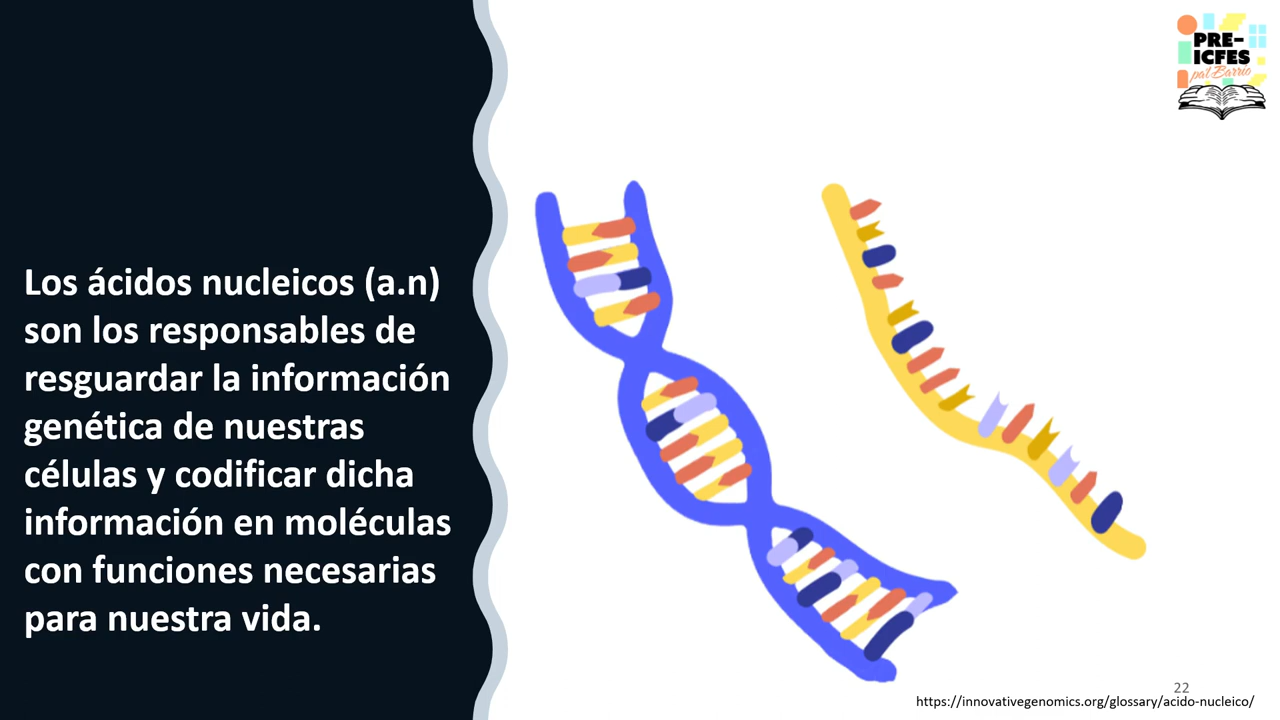 PRE-
ICFES
pa'l Barrio
Los ácidos nucleicos (a.n)
son los responsables de
resguardar la información
genética de nuestras
células y codificar dicha
información en moléculas
con funciones necesarias
para nuestra vida.
22
https://innovativegenomics.org/glossary/acido-nucleico/